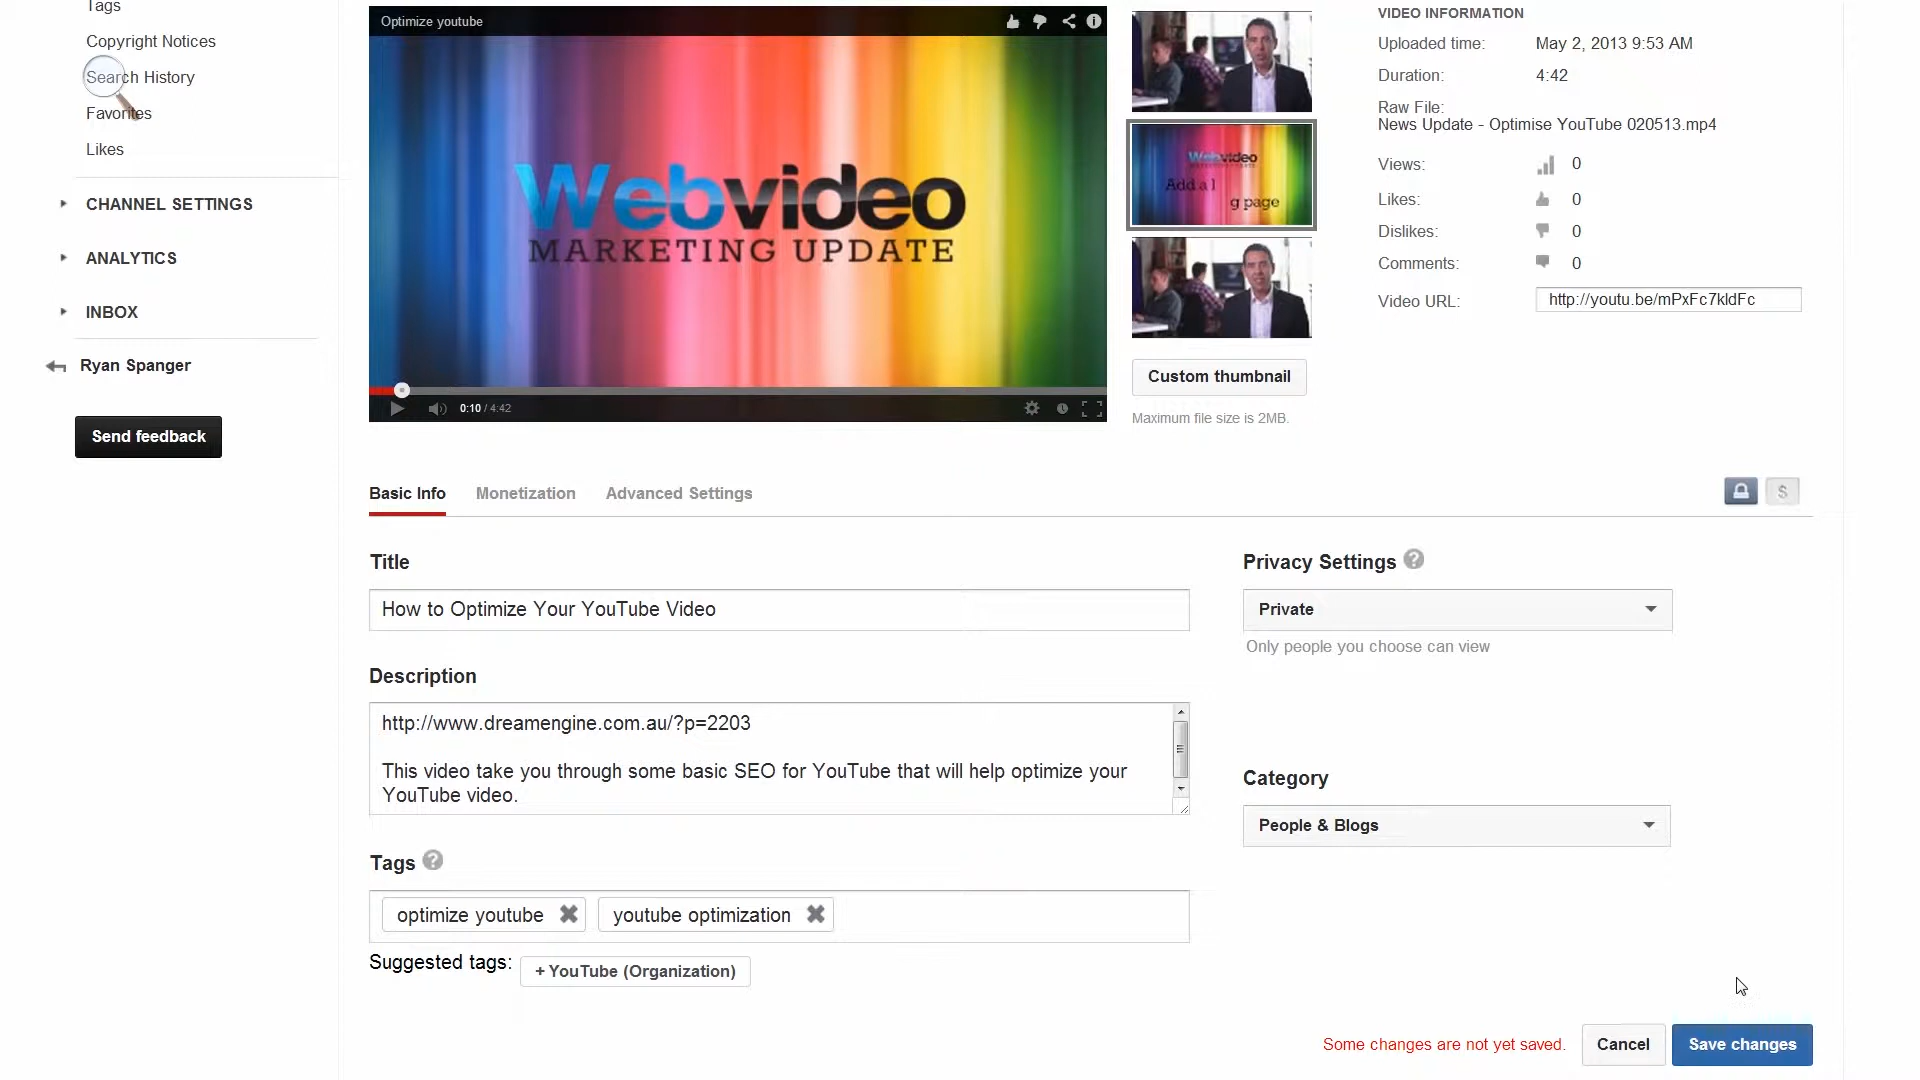 Tags
Copyright Notices
Search History
Favorites
Likes
CHANNEL SETTINGS
ANALYTICS
INBOX
Ryan Spanger
Send feedback
Optimize youtube
Webvideo
MARKETING UPDATE
0:10 / 4:42
Webvideo
Add a l
g page
Custom thumbnail
Maximum file size is 2MB.
VIDEO INFORMATION
Uploaded time: May 2, 2013 9:53 AM
Duration: 4:42
Raw File:
News Update - Optimise YouTube 020513.mp4
Views: 0
Likes: 0
Dislikes: 0
Comments: 0
Video URL: http://youtu.be/mPxFc7kldFc
Basic Info Monetization Advanced Settings
$
Title
How to Optimize Your YouTube Video
Description
http://www.dreamengine.com.au/?p=2203
This video take you through some basic SEO for YouTube that will help optimize your
YouTube video.
Tags ?
optimize youtube youtube optimization
Suggested tags: + YouTube (Organization)
Privacy Settings ?
Private
Only people you choose can view
Category
People & Blogs
Some changes are not yet saved. Cancel Save changes